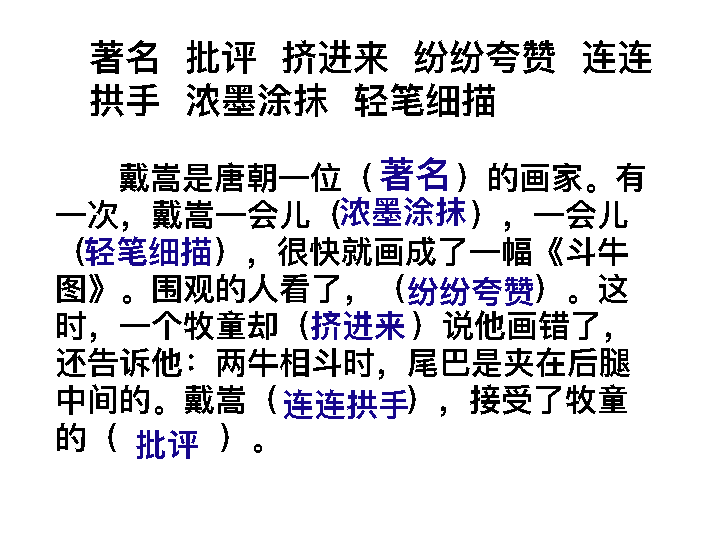 著名 批评 挤进来 纷纷夸赞 连连
拱手 浓墨涂抹 轻笔细描
戴嵩是唐朝一位（著名）的画家。有
一次，戴嵩一会儿（浓墨涂抹），一会儿
（轻笔细描），很快就画成了一幅《斗牛
图》。围观的人看了，（纷纷夸赞）。这
时，一个牧童却（挤进来）说他画错了，
还告诉他：两牛相斗时，尾巴是夹在后腿
中间的。戴嵩（连连拱手），接受了牧童
的（批评）。